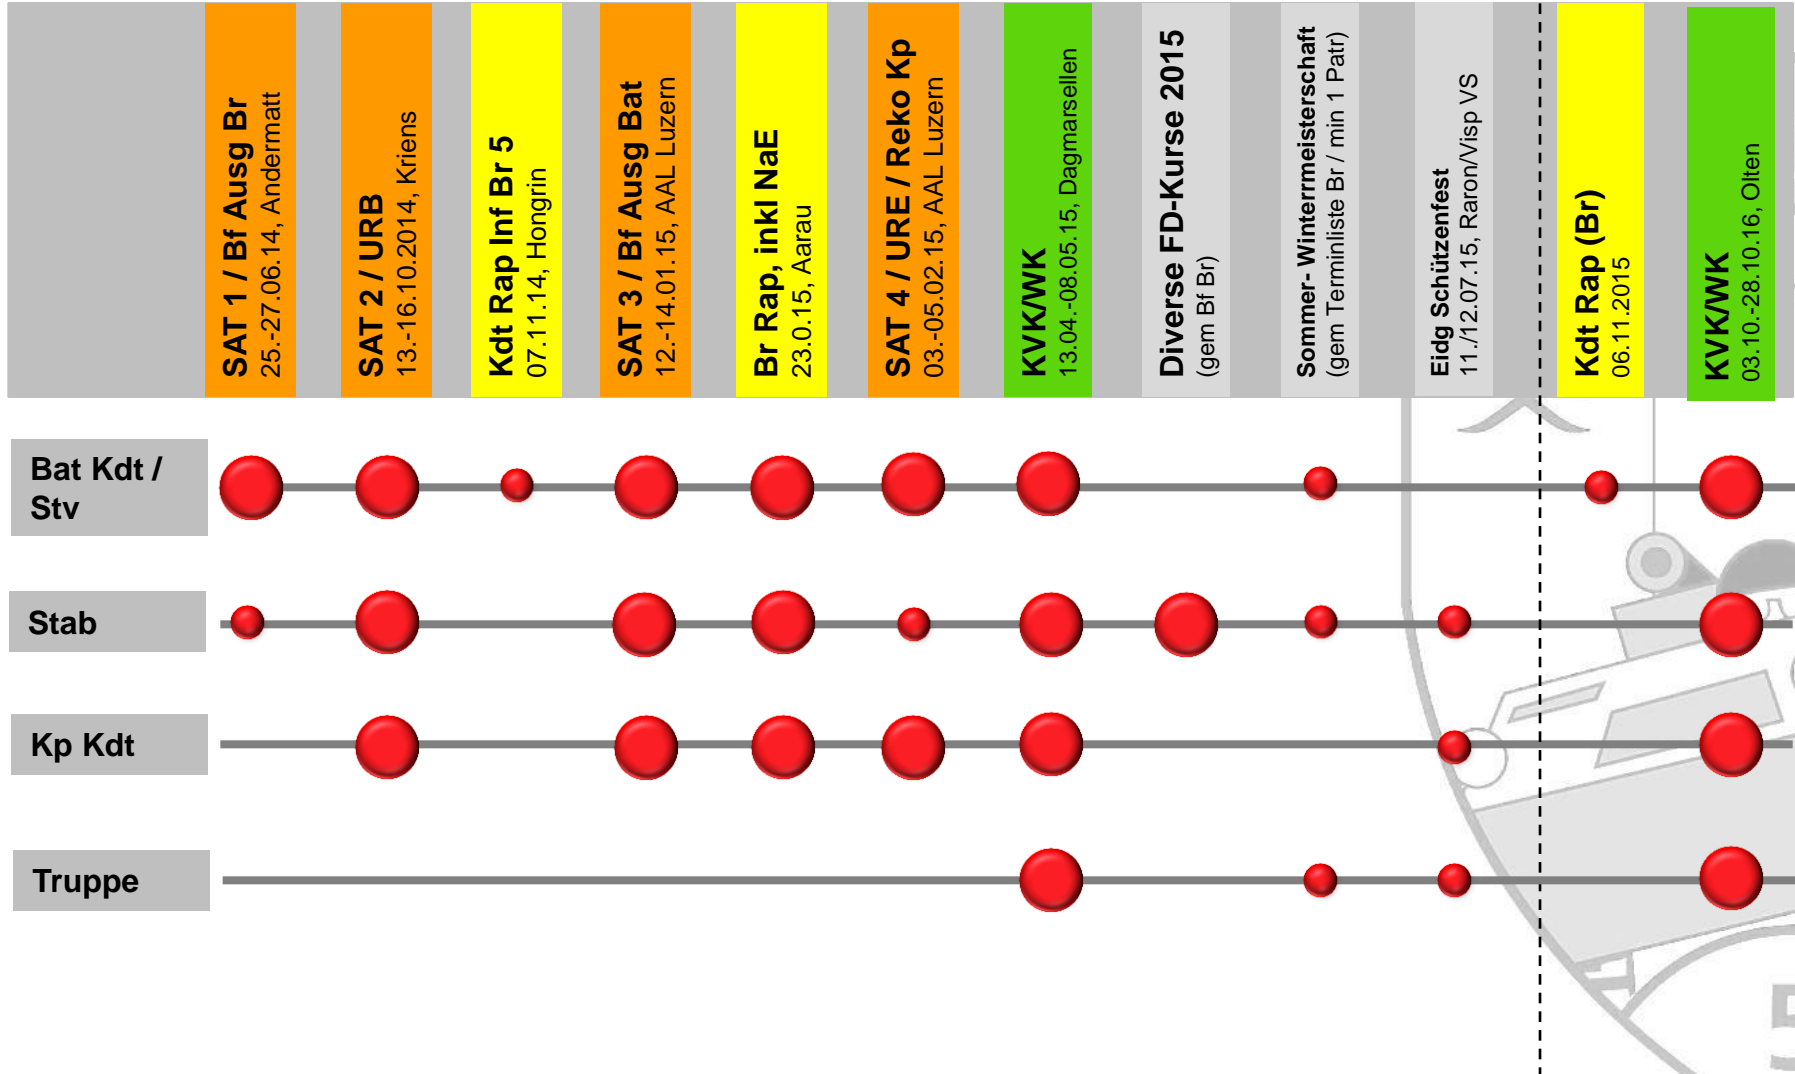 SAT 1 / Bf Ausg Br
25.-27.06.14, Andermatt
SAT 2 / URB
13.-16.10.2014, Kriens
Kdt Rap Inf Br 5
07.11.14, Hongrin
SAT 3 / Bf Ausg Bat
12.-14.01.15, AAL Luzern
Br Rap, inkl NaE
23.0.15, Aarau
SAT 4 / URE / Reko Kp
03.-05.02.15, AAL Luzern
KVK/WK
13.04.-08.05.15, Dagmarsellen
Diverse FD-Kurse 2015
(gem Bf Br)
Sommer- Winterrmeisterschaft
(gem Terminliste Br / min 1 Patr)
Eidg Schützenfest
11./12.07.15, Raron/Visp VS
Kdt Rap (Br)
06.11.2015
KVK/WK
03.10.-28.10.16, Olten
Bat Kdt /
Stv
Stab
Kp Kdt
Truppe
5